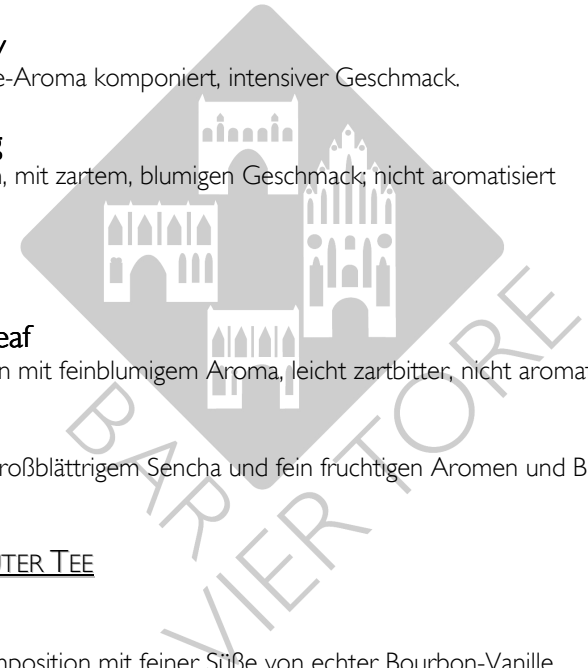 y
e-Aroma komponiert, intensiver Geschmack.
g
n, mit zartem, blumigen Geschmack; nicht aromatisiert
eaf
n mit feinblumigem Aroma, leicht zartbitter, nicht aromat
roßblättrigem Sencha und fein fruchtigen Aromen und B
UTER TEE
mposition mit feiner Süße von echter Bourbon-Vanille
BAR
VIER TORE